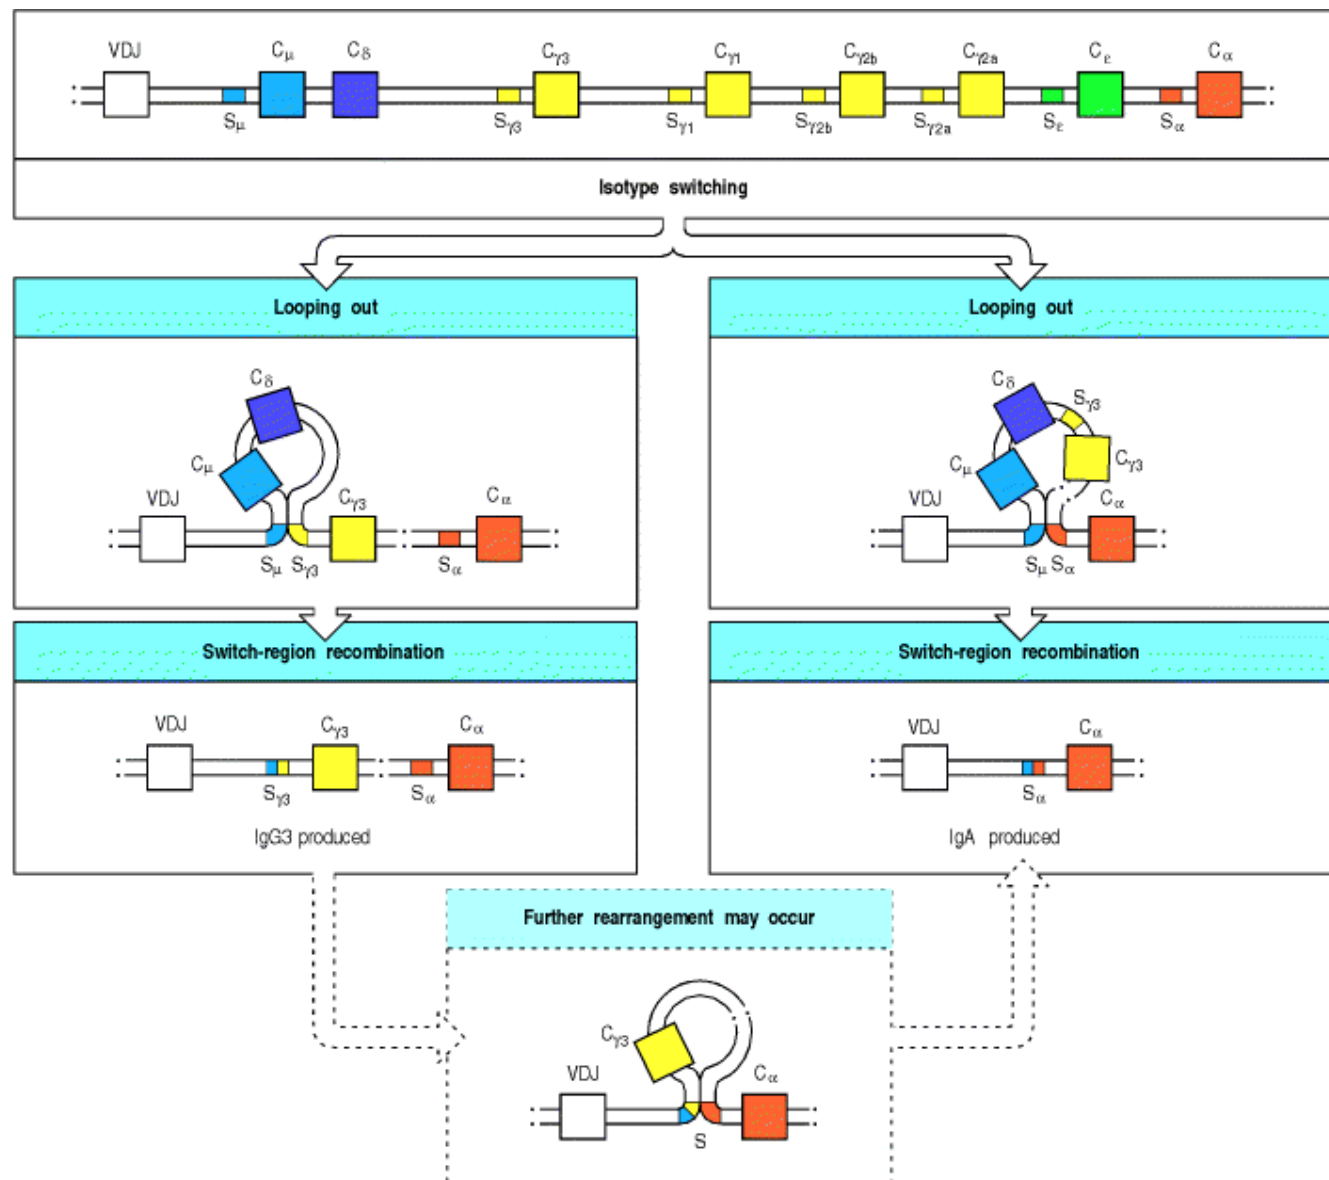 VDJ Cμ Cδ Cγ3 Cγ1 Cγ2b Cγ2a Cε Cα
Sμ Sγ3 Sγ1 Sγ2b Sγ2a Sε Sα
Isotype switching
Looping out
Cδ
Cμ
VDJ Cγ3 Cα
Sμ Sγ3 Sα
Switch-region recombination
VDJ Cγ3 Cα
Sγ3 Sα
IgG3 produced
Looping out
Cδ Sγ3
Cμ Cγ3
VDJ Cα
Sμ Sα
Switch-region recombination
VDJ Cα
Sα
IgA produced
Further rearrangement may occur
Cγ3
VDJ Cα
S